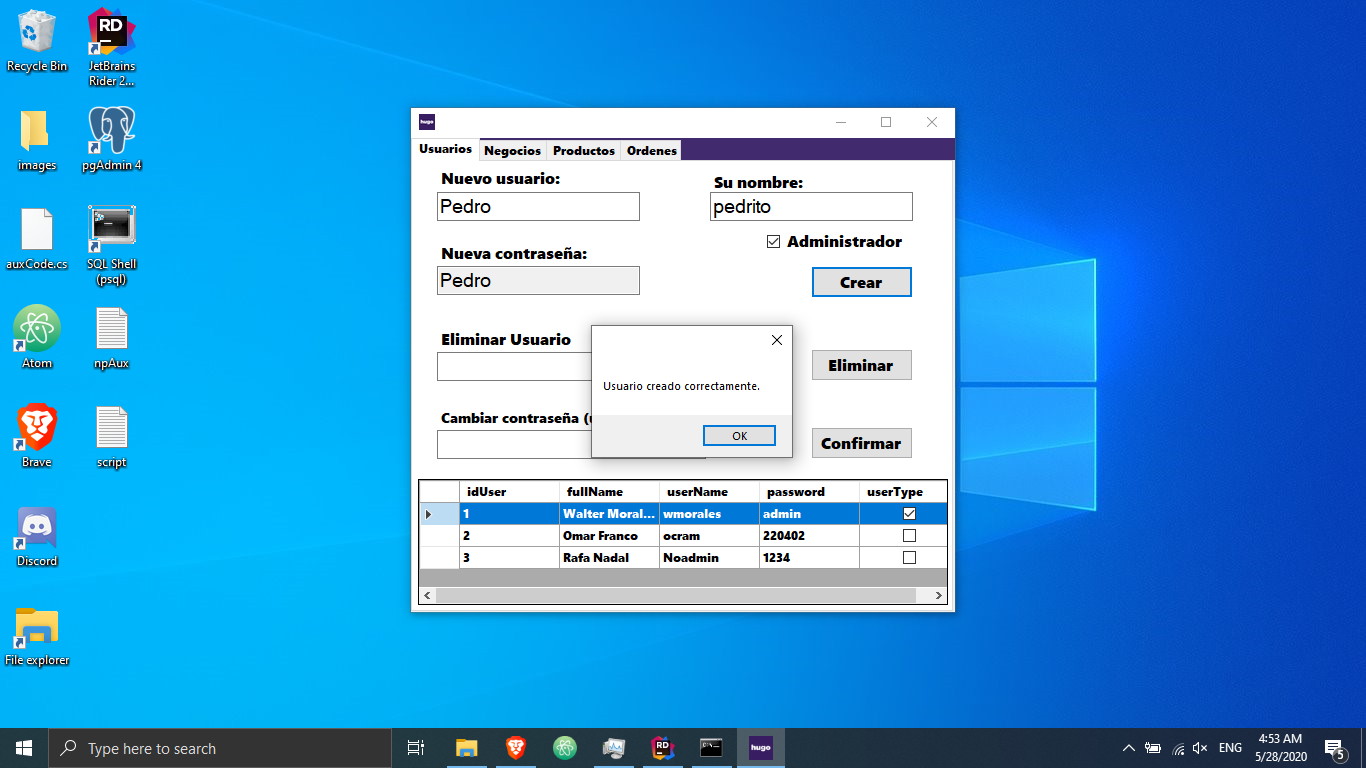 Recycle Bin
JetBrains
Rider 2...
images
pgAdmin 4
auxCode.cs
SQL Shell
(psql)
Atom
npAux
Brave
script
Discord
File explorer
RD
hugo
Usuarios
Negocios
Productos
Ordenes
Nuevo usuario:
Su nombre:
Pedro
pedrito
Administrador
Nueva contraseña:
Pedro
Crear
Eliminar Usuario
Eliminar
Usuario creado correctamente.
OK
Cambiar contraseña (
Confirmar
idUser fullName userName password userType
1 Walter Moral... wmorales admin
2 Omar Franco ocram 220402
3 Rafa Nadal Noadmin 1234
Type here to search
RD
hugo
ENG
4:53 AM
5/28/2020
5